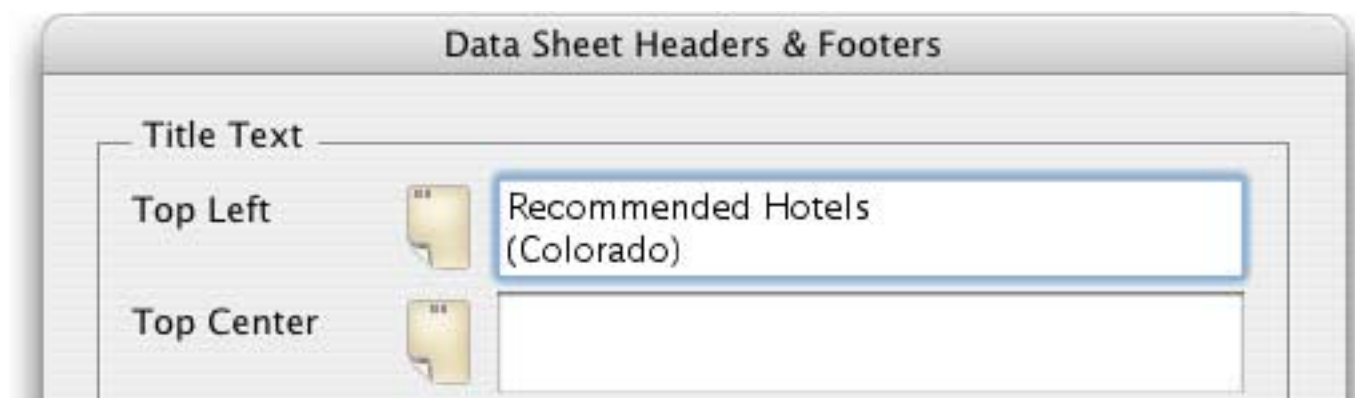 Data Sheet Headers & Footers
Title Text
Top Left
Recommended Hotels
(Colorado)
Top Center